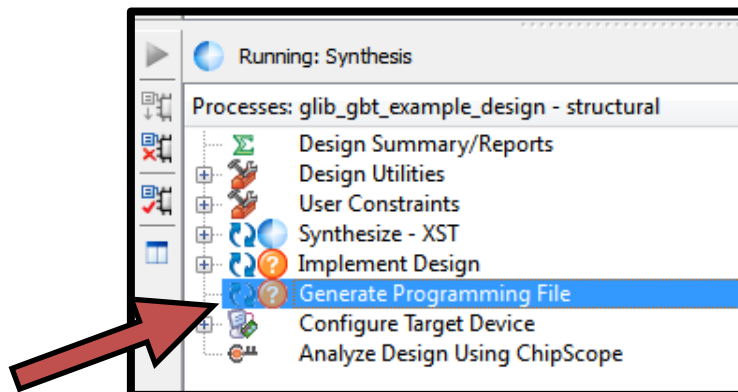 Running: Synthesis
Processes: glib_gbt_example_design - structural
Design Summary/Reports
Design Utilities
User Constraints
Synthesize - XST
Implement Design
Generate Programming File
Configure Target Device
Analyze Design Using ChipScope